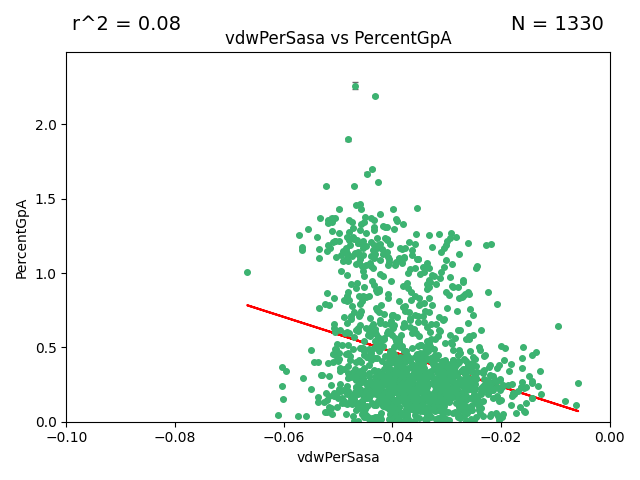 r^2 = 0.08
N = 1330
vdwPerSasa vs PercentGpA
PercentGpA
2.0
1.5
1.0
0.5
0.0
−0.10
−0.08
−0.06
−0.04
−0.02
0.00
vdwPerSasa